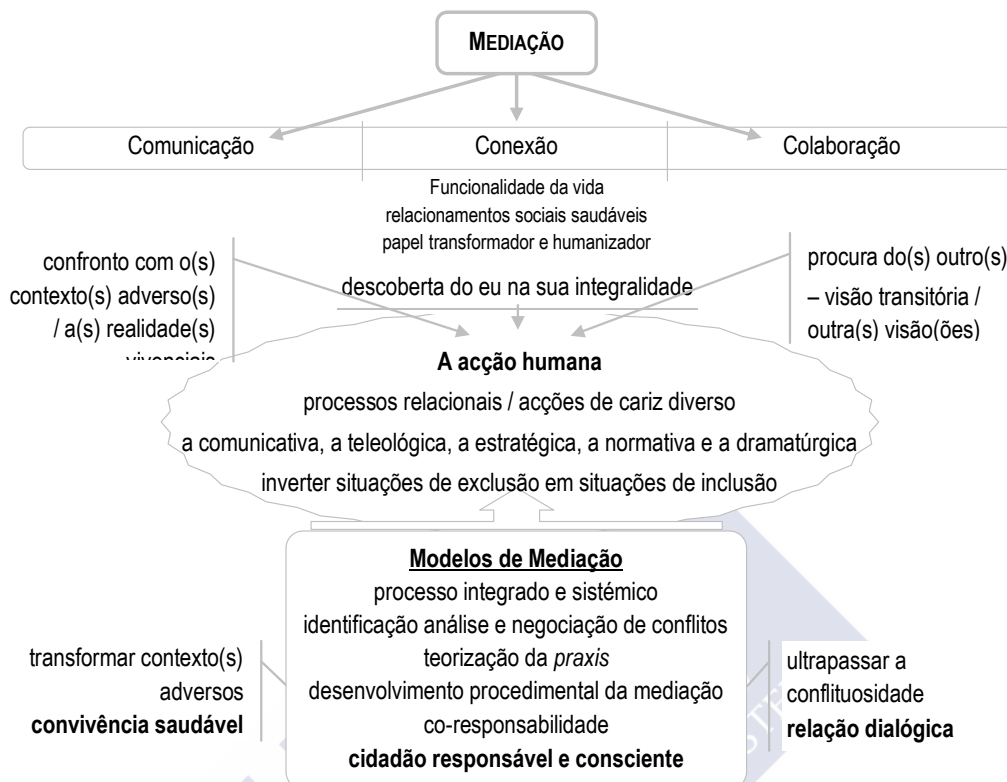 MEDIAÇÃO
Comunicação
Conexão
Colaboração
Funcionalidade da vida
relacionamentos sociais saudáveis
papel transformador e humanizador
descoberta do eu na sua integralidade
confronto com o(s)
contexto(s) adverso(s)
/ a(s) realidade(s)
vivenciais
procura do(s) outro(s)
– visão transitória /
outra(s) visão(ões)
A acção humana
processos relacionais / acções de cariz diverso
a comunicativa, a teleológica, a estratégica, a normativa e a dramatúrgica
inverter situações de exclusão em situações de inclusão
Modelos de Mediação
processo integrado e sistémico
identificação análise e negociação de conflitos
teorização da praxis
desenvolvimento procedimental da mediação
co-responsabilidade
cidadão responsável e consciente
transformar contexto(s)
adversos
convivência saudável
ultrapassar a
conflituosidade
relação dialógica